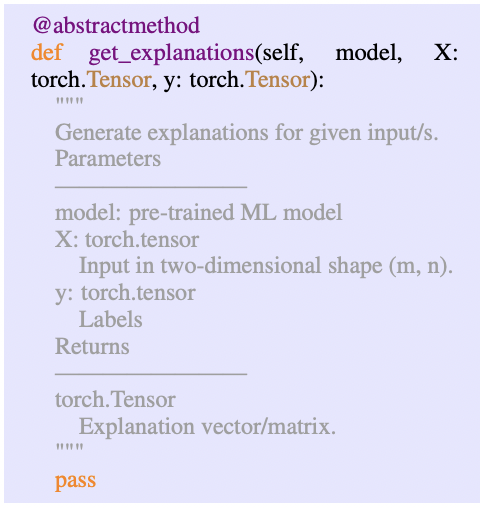 @abstractmethod
def get_explanations(self, model, X:
torch.Tensor, y: torch.Tensor):
"""
Generate explanations for given input/s.
Parameters
————————
model: pre-trained ML model
X: torch.tensor
Input in two-dimensional shape (m, n).
y: torch.tensor
Labels
Returns
————————
torch.Tensor
Explanation vector/matrix.
"""
pass